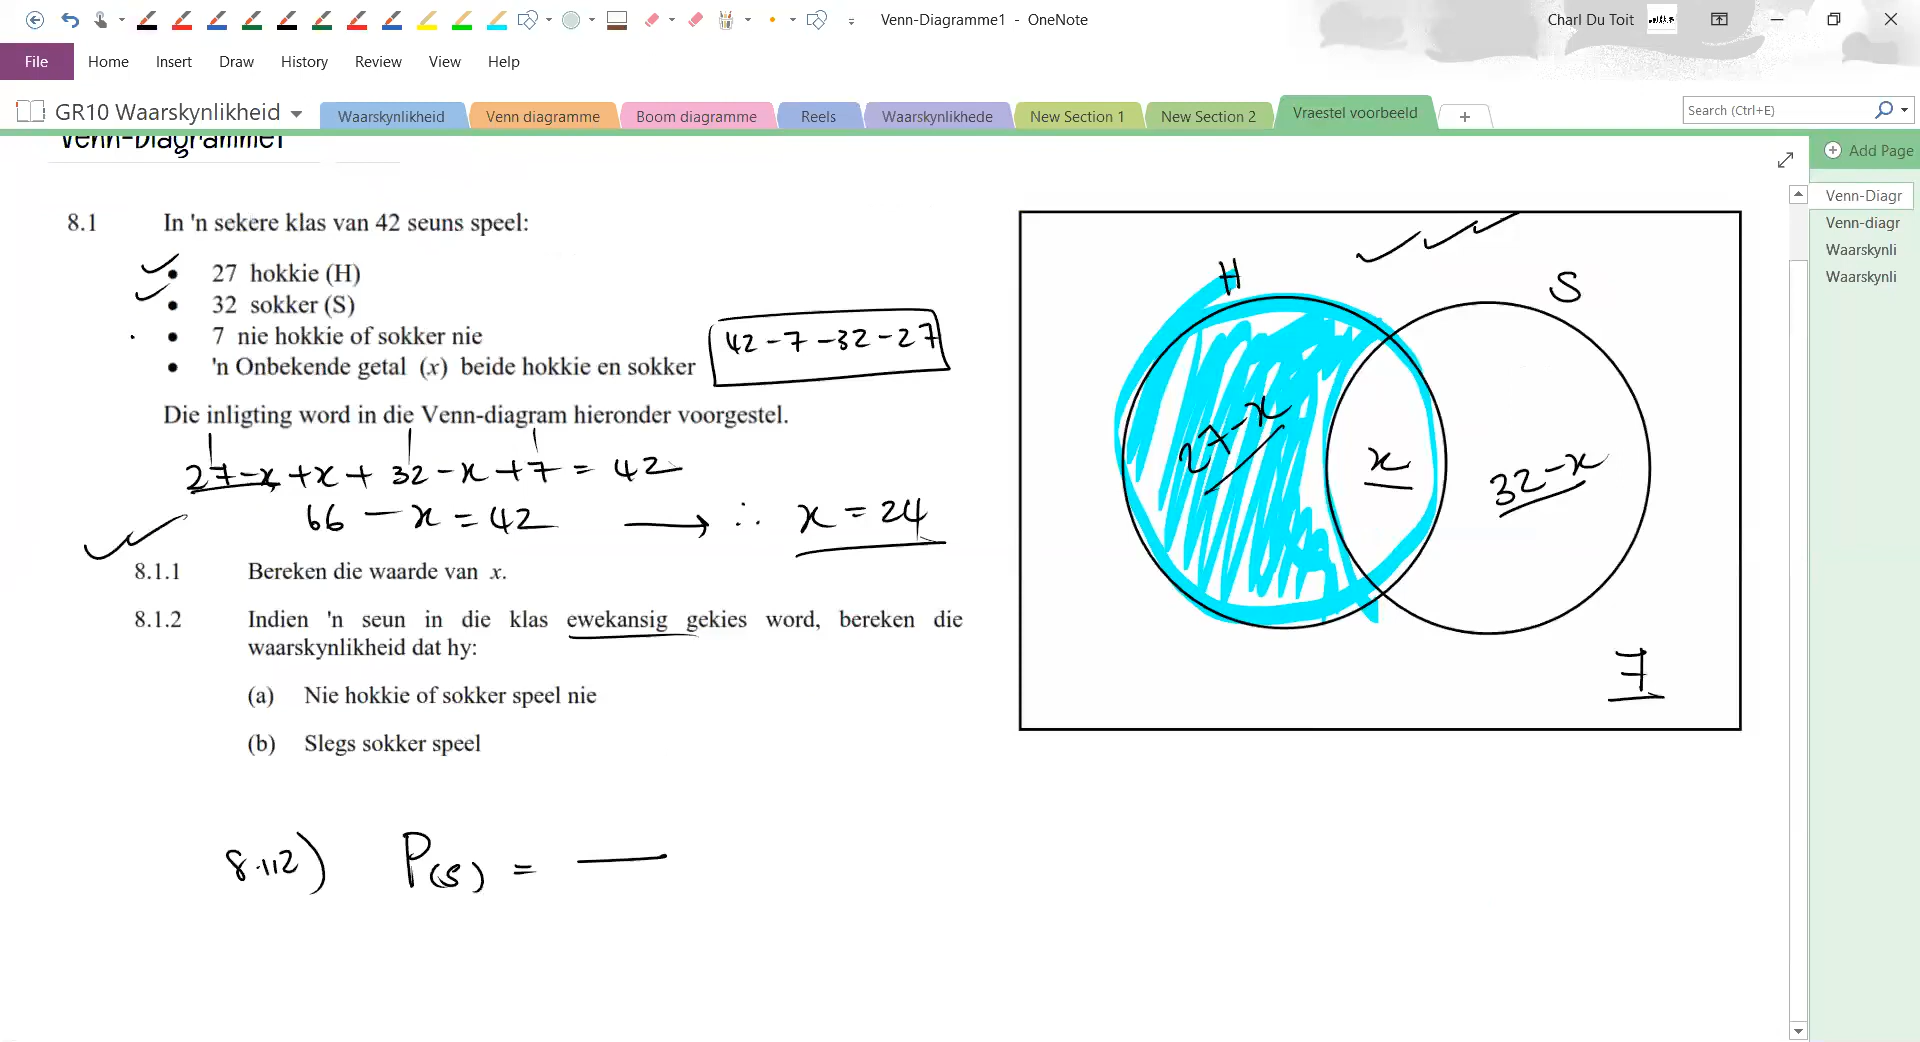 Venn-Diagramme1 - OneNote
Charl Du Toit
File Home Insert Draw History Review View Help
GR10 Waarskynlikheid
Waarskynlikheid Venn diagramme Boom diagramme Reels Waarskynlikhede New Section 1 New Section 2 Vraestel voorbeeld +
Search (Ctrl+E)
Add Page
Venn-Diagr
Venn-diagr
Waarskynli
Waarskynli
Venn-Diagramme1
8.1 In 'n sekere klas van 42 seuns speel:
• 27 hokkie (H)
• 32 sokker (S)
• 7 nie hokkie of sokker nie
• 'n Onbekende getal (x) beide hokkie en sokker
42 - 7 - 32 - 27
Die inligting word in die Venn-diagram hieronder voorgestel.
27 - x + x + 32 - x + 7 = 42
66 - x = 42 → ∴ x = 24
8.1.1 Bereken die waarde van x.
8.1.2 Indien 'n seun in die klas ewekansig gekies word, bereken die
waarskynlikheid dat hy:
(a) Nie hokkie of sokker speel nie
(b) Slegs sokker speel
8.1.2) P(S) =
H
S
27 - x
x
32 - x
7